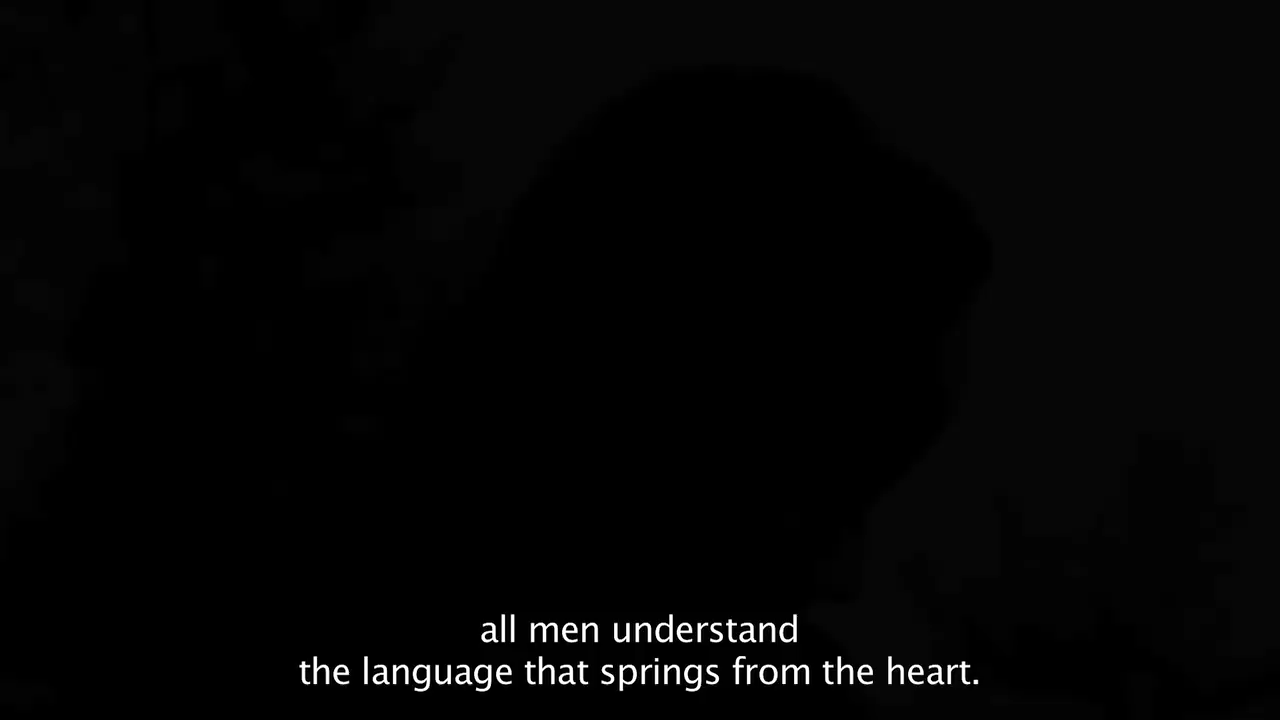 all men understand
the language that springs from the heart.